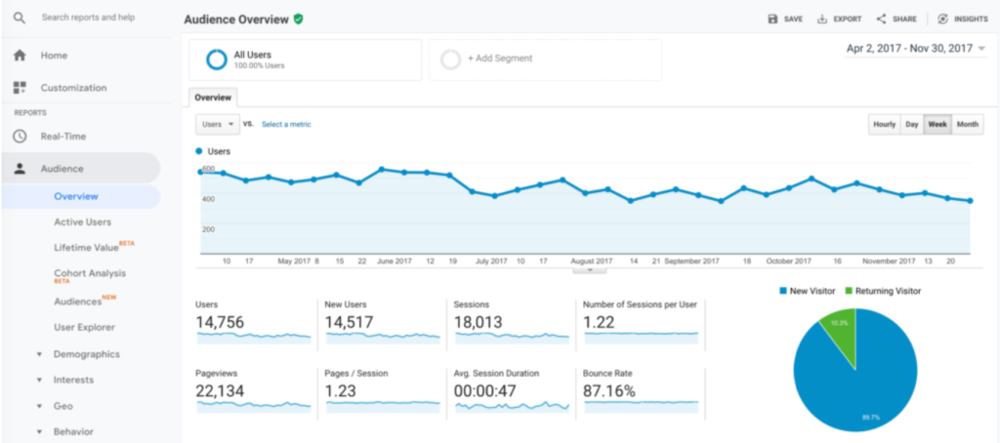 Search reports and help
Home
Customization
REPORTS
Real-Time
Audience
Overview
Active Users
Lifetime Value BETA
Cohort Analysis
BETA
Audiences NEW
User Explorer
Demographics
Interests
Geo
Behavior
Audience Overview
SAVE EXPORT SHARE INSIGHTS
All Users
100.00% Users
+ Add Segment
Apr 2, 2017 - Nov 30, 2017
Overview
Users VS. Select a metric
Hourly Day Week Month
Users
600
400
200
10 17 May 2017 8 15 22 June 2017 12 19 July 2017 10 17 August 2017 14 21 September 2017 18 October 2017 16 November 2017 13 20
Users
14,756
New Users
14,517
Sessions
18,013
Number of Sessions per User
1.22
Pageviews
22,134
Pages / Session
1.23
Avg. Session Duration
00:00:47
Bounce Rate
87.16%
New Visitor Returning Visitor
10.3%
89.7%